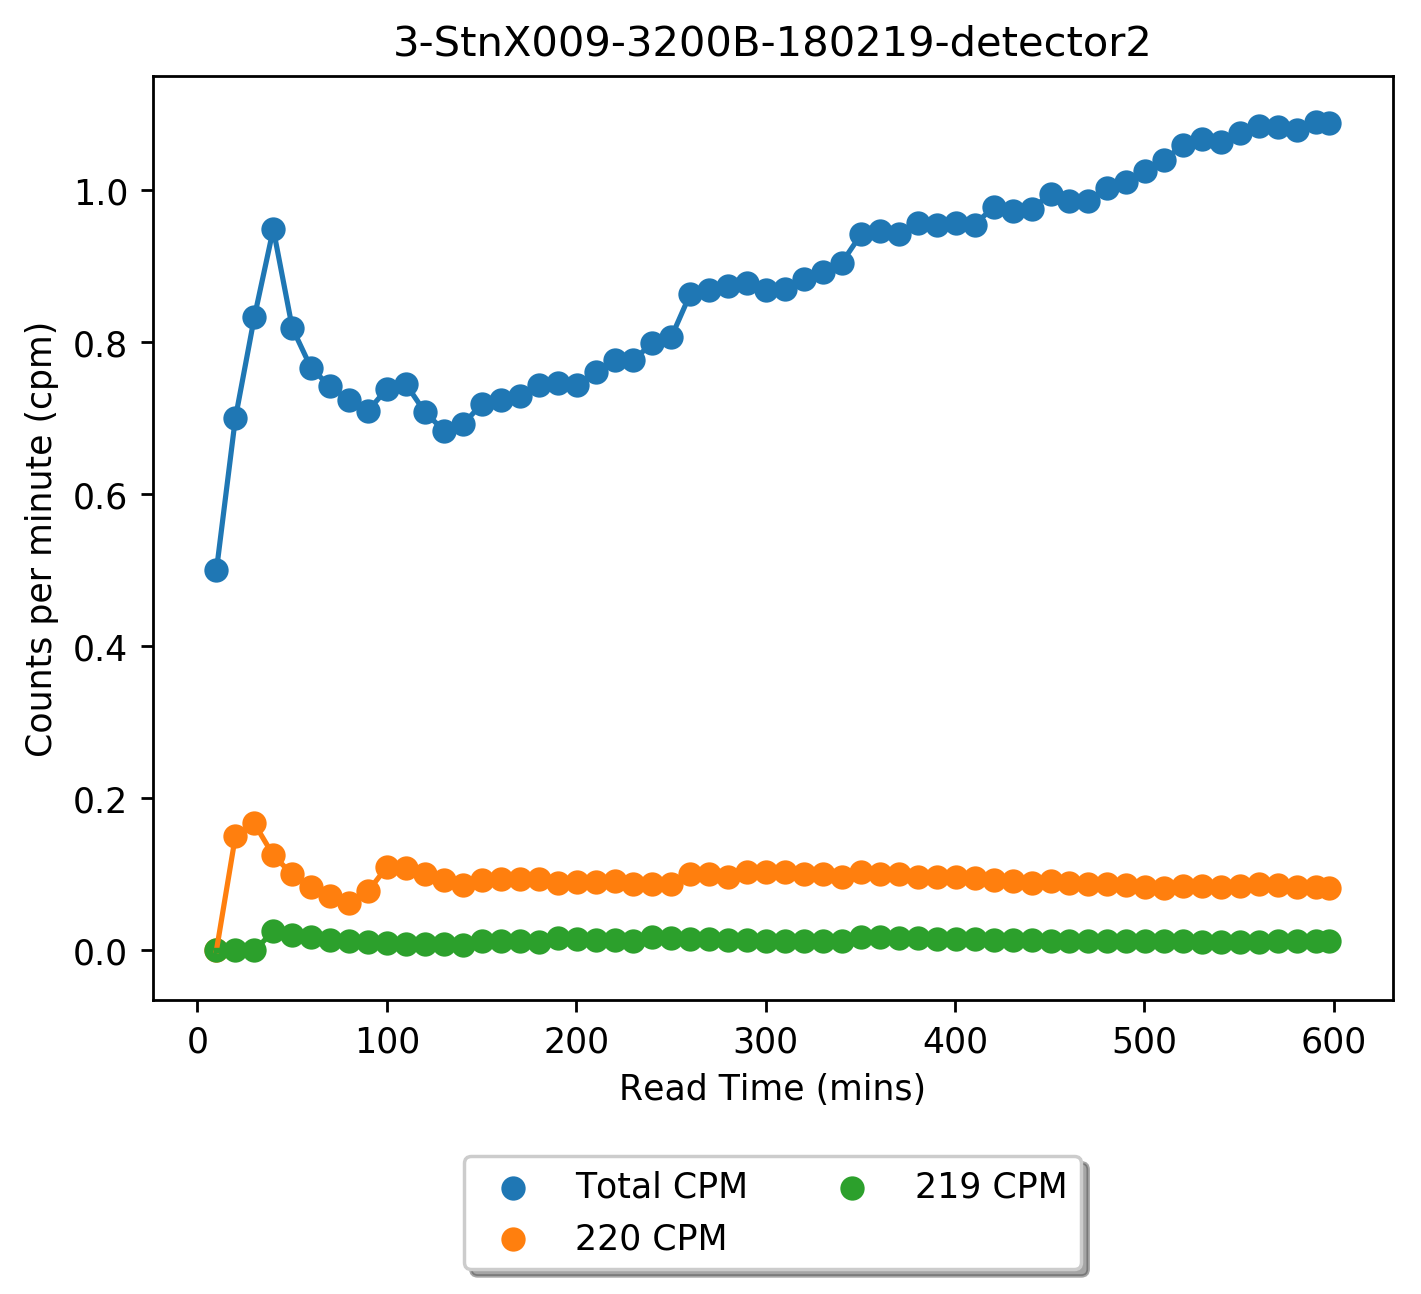 3-StnX009-3200B-180219-detector2
Counts per minute (cpm)
1.0
0.8
0.6
0.4
0.2
0.0
0 100 200 300 400 500 600
Read Time (mins)
Total CPM 219 CPM
220 CPM